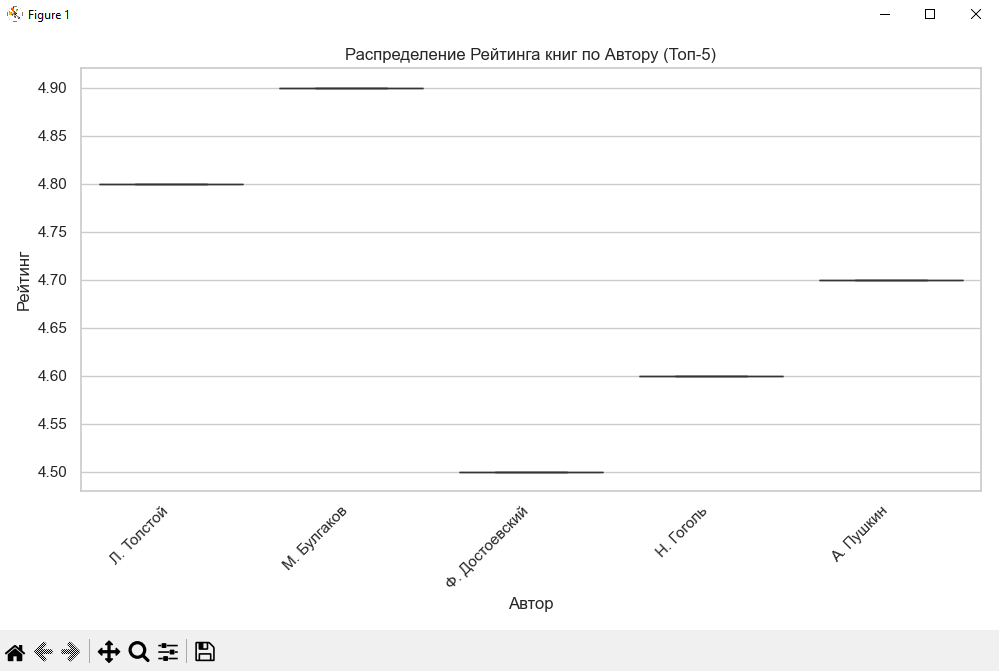 Figure 1
Распределение Рейтинга книг по Автору (Топ-5)
4.90
4.85
4.80
4.75
4.70
4.65
4.60
4.55
4.50
Рейтинг
Л. Толстой
М. Булгаков
Ф. Достоевский
Н. Гоголь
А. Пушкин
Автор